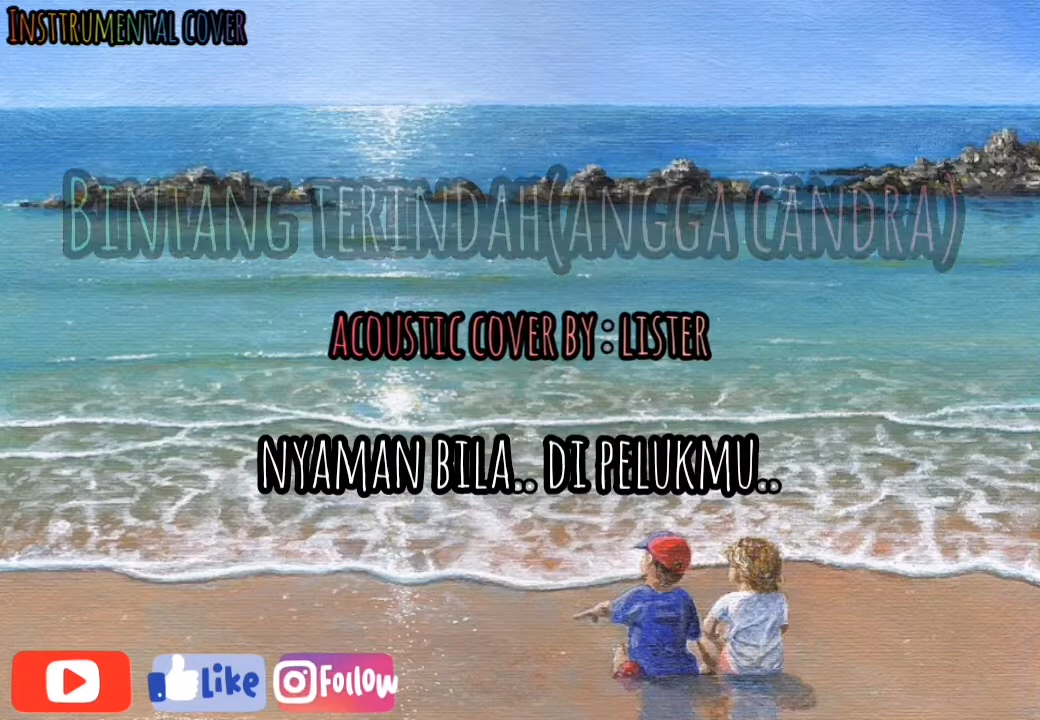 Insttrumental cover
Bintang terindah(angga candra)
acoustic cover by : lister
nyaman bila.. di pelukmu..
Like
Follow